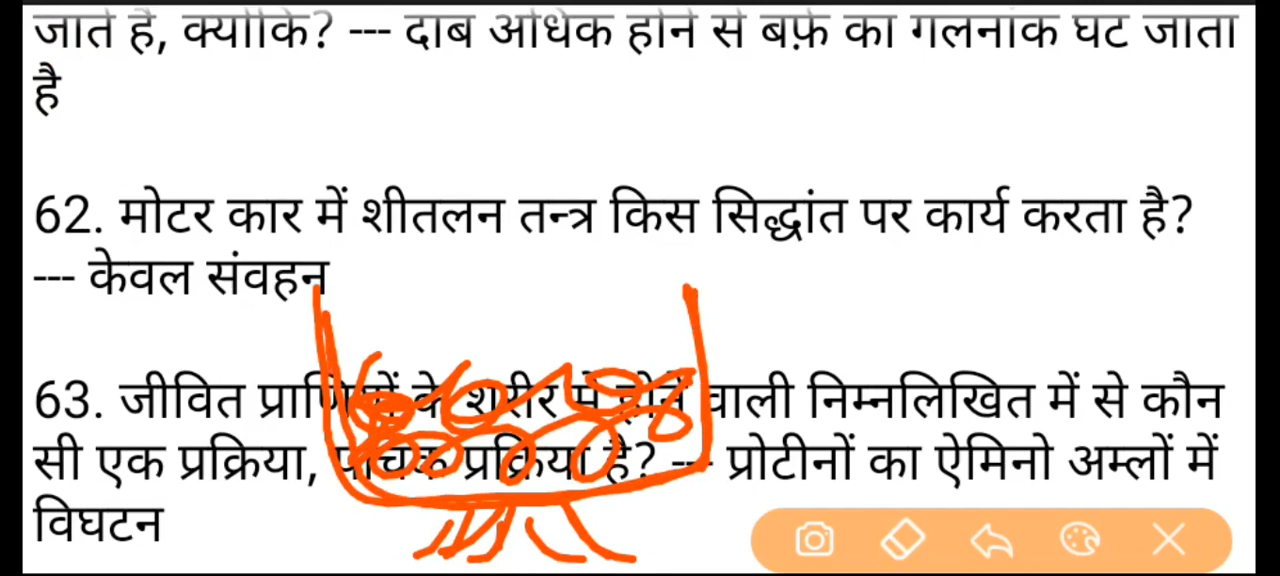 जाते है, क्योंकि? --- दाब अधिक होने से बर्फ़ का गलनांक घट जाता
है
62. मोटर कार में शीतलन तन्त्र किस सिद्धांत पर कार्य करता है?
--- केवल संवहन
63. जीवित प्राणियों के शरीर में होने वाली निम्नलिखित में से कौन
सी एक प्रक्रिया, पाचक प्रक्रिया है? --- प्रोटीनों का ऐमिनो अम्लों में
विघटन